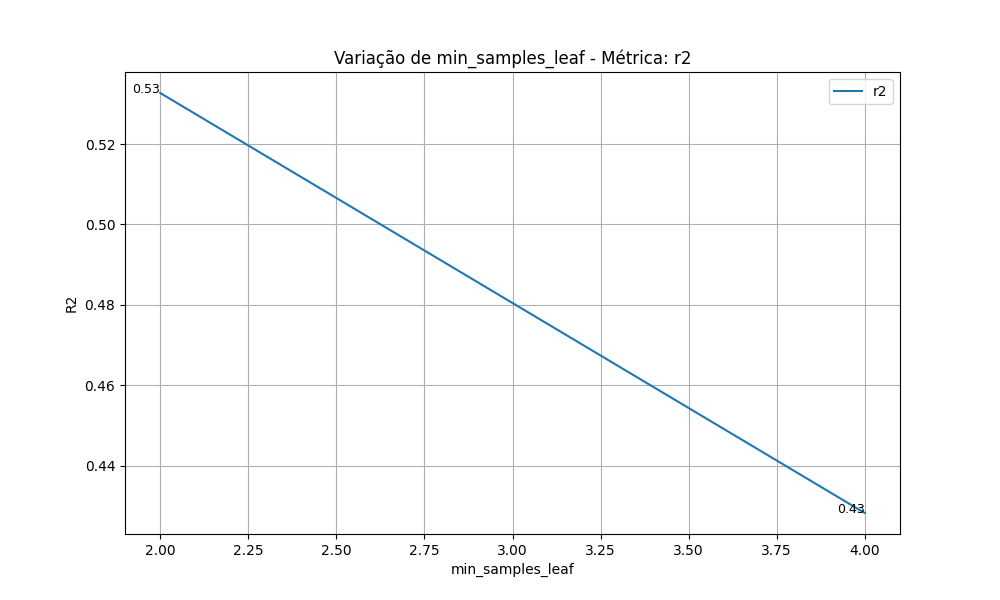 Variação de min_samples_leaf - Métrica: r2
r2
0.53
0.52
0.50
0.48
0.46
0.44
0.43
R2
2.00 2.25 2.50 2.75 3.00 3.25 3.50 3.75 4.00
min_samples_leaf